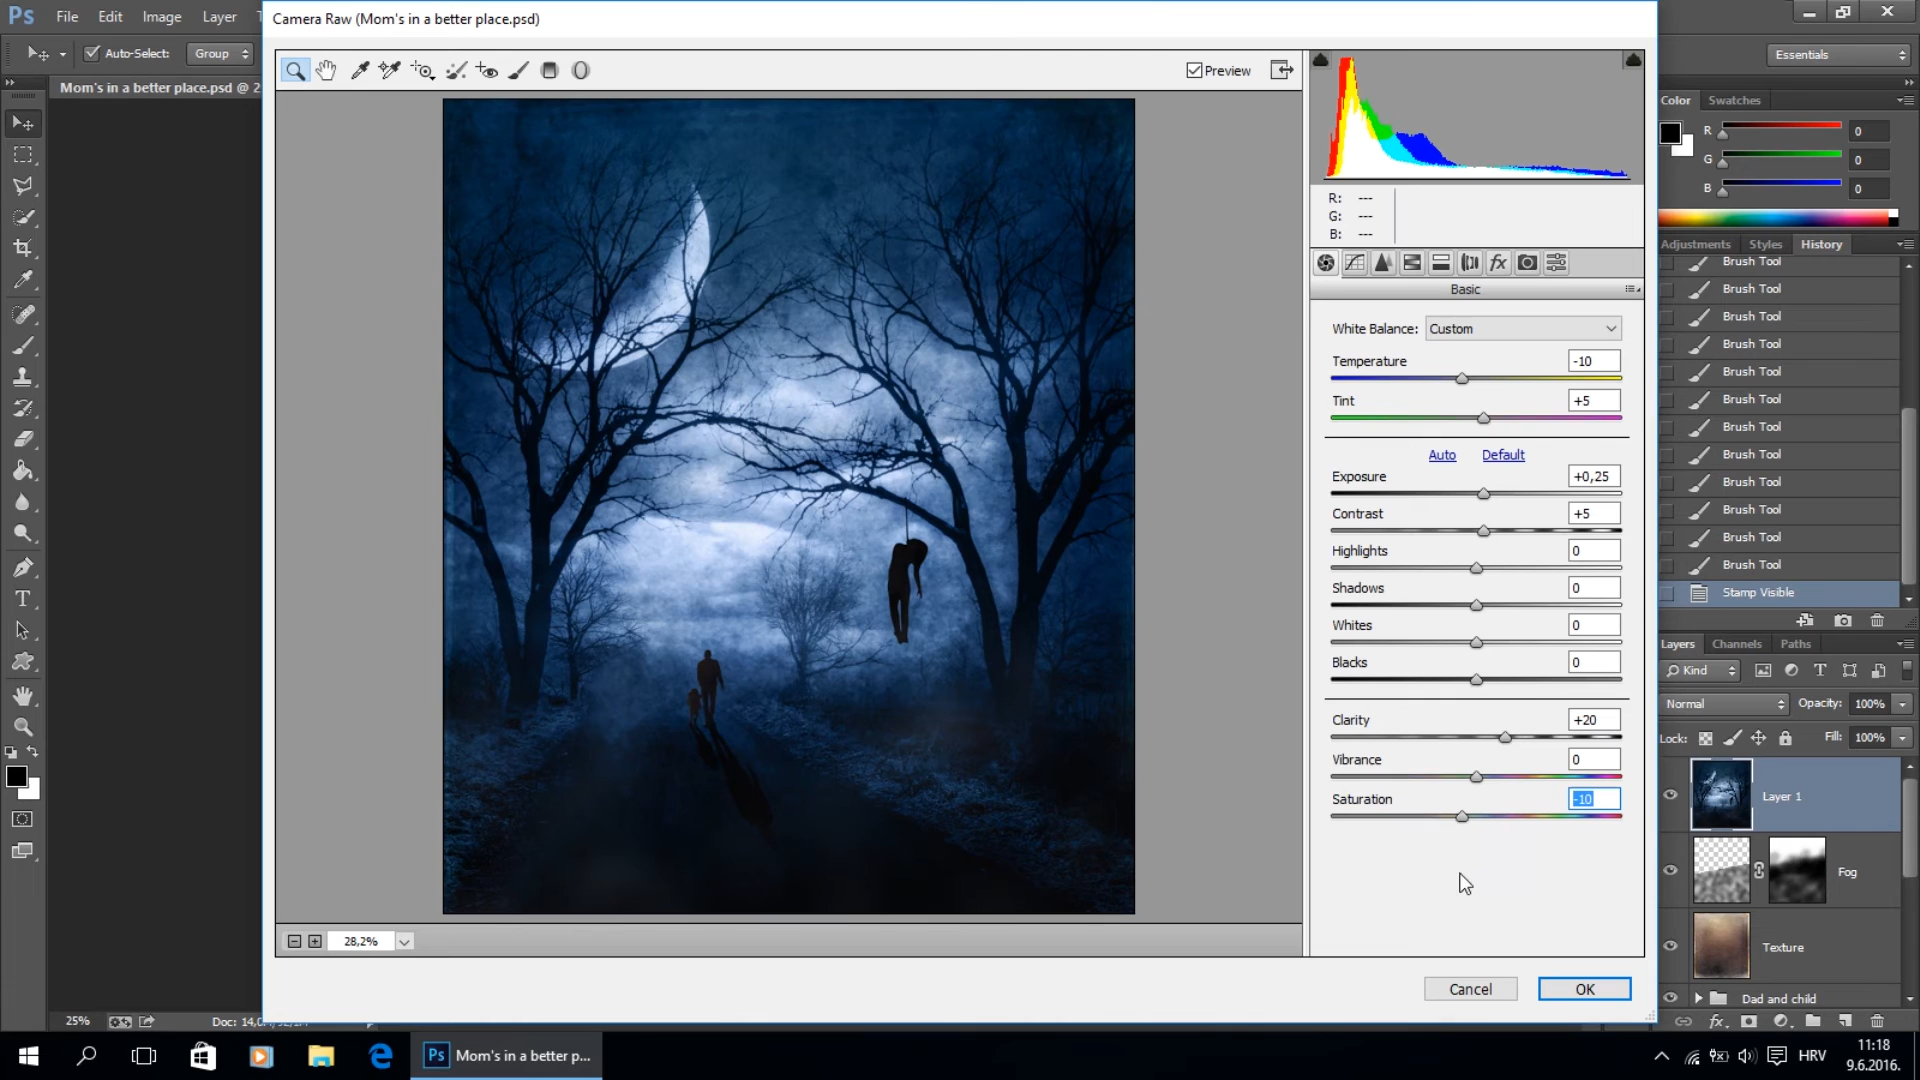 Ps File Edit Image Layer
Camera Raw (Mom's in a better place.psd)
Auto-Select: Group
Essentials
Mom's in a better place.psd @ 2
Preview
Color Swatches
R 0
G 0
B 0
R: ---
G: ---
B: ---
Adjustments Styles History
Basic
Brush Tool
Brush Tool
Brush Tool
Brush Tool
Brush Tool
Brush Tool
Brush Tool
Brush Tool
Brush Tool
Brush Tool
Brush Tool
Brush Tool
Stamp Visible
White Balance: Custom
Temperature -10
Tint +5
Auto Default
Exposure +0,25
Contrast +5
Highlights 0
Shadows 0
Whites 0
Blacks 0
Clarity +20
Vibrance 0
Saturation -10
Layers Channels Paths
Kind
Normal Opacity: 100%
Lock: Fill: 100%
Layer 1
Fog
Texture
Dad and child
28,2%
Cancel OK
25%
Mom's in a better p...
HRV
11:18
9.6.2016.